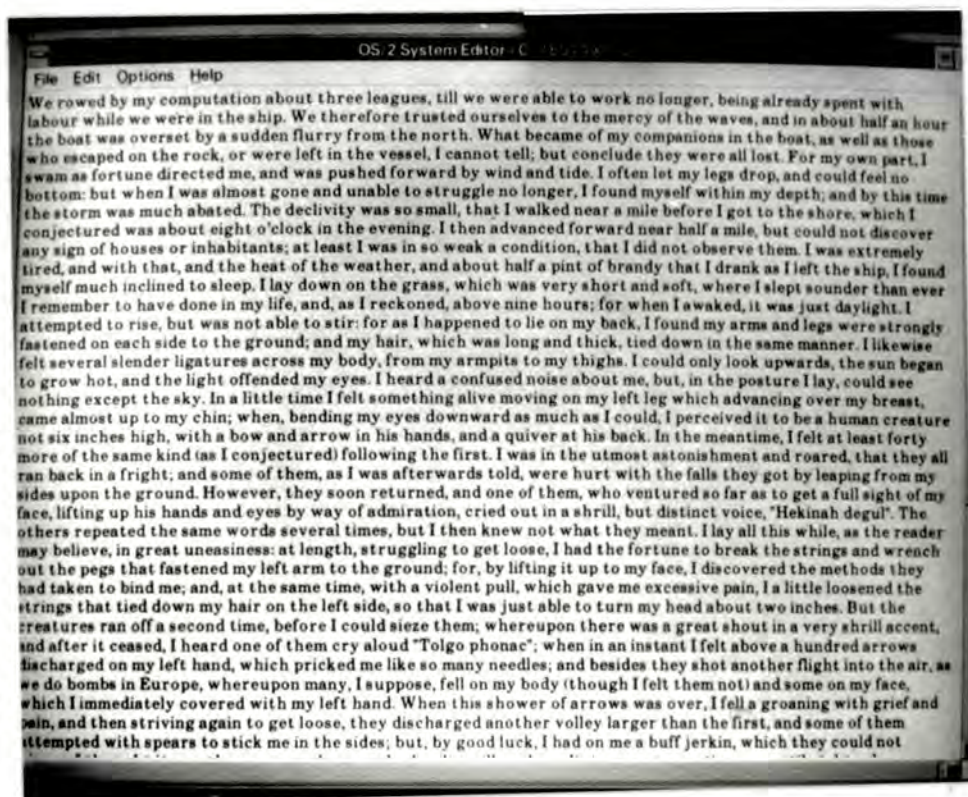 OS/2 System Editor - C
File Edit Options Help
We rowed by my computation about three leagues, till we were able to work no longer, being already spent with
labour while we were in the ship. We therefore trusted ourselves to the mercy of the waves, and in about half an hour
the boat was overset by a sudden flurry from the north. What became of my companions in the boat, as well as those
who escaped on the rock, or were left in the vessel, I cannot tell; but conclude they were all lost. For my own part, I
swam as fortune directed me, and was pushed forward by wind and tide. I often let my legs drop, and could feel no
bottom: but when I was almost gone and unable to struggle no longer, I found myself within my depth; and by this time
the storm was much abated. The declivity was so small, that I walked near a mile before I got to the shore, which I
conjectured was about eight o'clock in the evening. I then advanced forward near half a mile, but could not discover
any sign of houses or inhabitants; at least I was in so weak a condition, that I did not observe them. I was extremely
tired, and with that, and the heat of the weather, and about half a pint of brandy that I drank as I left the ship, I found
myself much inclined to sleep. I lay down on the grass, which was very short and soft, where I slept sounder than ever
I remember to have done in my life, and, as I reckoned, above nine hours; for when I awaked, it was just daylight. I
attempted to rise, but was not able to stir: for as I happened to lie on my back, I found my arms and legs were strongly
fastened on each side to the ground; and my hair, which was long and thick, tied down in the same manner. I likewise
felt several slender ligatures across my body, from my armpits to my thighs. I could only look upwards, the sun began
to grow hot, and the light offended my eyes. I heard a confused noise about me, but, in the posture I lay, could see
nothing except the sky. In a little time I felt something alive moving on my left leg which advancing over my breast,
came almost up to my chin; when, bending my eyes downward as much as I could, I perceived it to be a human creature
not six inches high, with a bow and arrow in his hands, and a quiver at his back. In the meantime, I felt at least forty
more of the same kind (as I conjectured) following the first. I was in the utmost astonishment and roared, that they all
ran back in a fright; and some of them, as I was afterwards told, were hurt with the falls they got by leaping from my
sides upon the ground. However, they soon returned, and one of them, who ventured so far as to get a full sight of my
face, lifting up his hands and eyes by way of admiration, cried out in a shrill, but distinct voice, "Hekinah degul". The
others repeated the same words several times, but I then knew not what they meant. I lay all this while, as the reader
may believe, in great uneasiness: at length, struggling to get loose, I had the fortune to break the strings and wrench
out the pegs that fastened my left arm to the ground; for, by lifting it up to my face, I discovered the methods they
had taken to bind me; and, at the same time, with a violent pull, which gave me excessive pain, I a little loosened the
strings that tied down my hair on the left side, so that I was just able to turn my head about two inches. But the
creatures ran off a second time, before I could sieze them; whereupon there was a great shout in a very shrill accent,
and after it ceased, I heard one of them cry aloud "Tolgo phonac"; when in an instant I felt above a hundred arrows
discharged on my left hand, which pricked me like so many needles; and besides they shot another flight into the air, as
we do bombs in Europe, whereupon many, I suppose, fell on my body (though I felt them not) and some on my face,
which I immediately covered with my left hand. When this shower of arrows was over, I fell a groaning with grief and
pain, and then striving again to get loose, they discharged another volley larger than the first, and some of them
attempted with spears to stick me in the sides; but, by good luck, I had on me a buff jerkin, which they could not